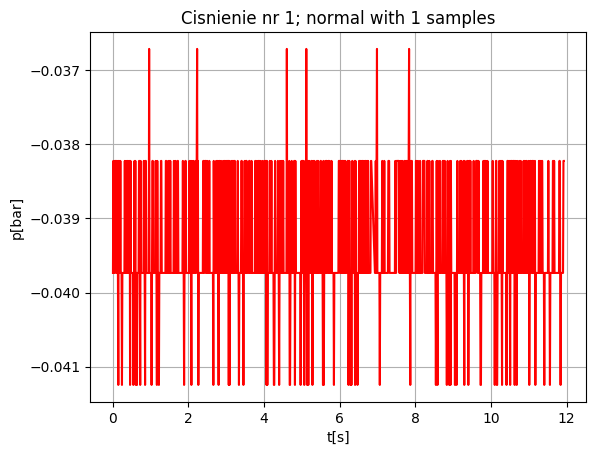 Cisnienie nr 1; normal with 1 samples
−0.037
−0.038
−0.039
−0.040
−0.041
p[bar]
0 2 4 6 8 10 12
t[s]